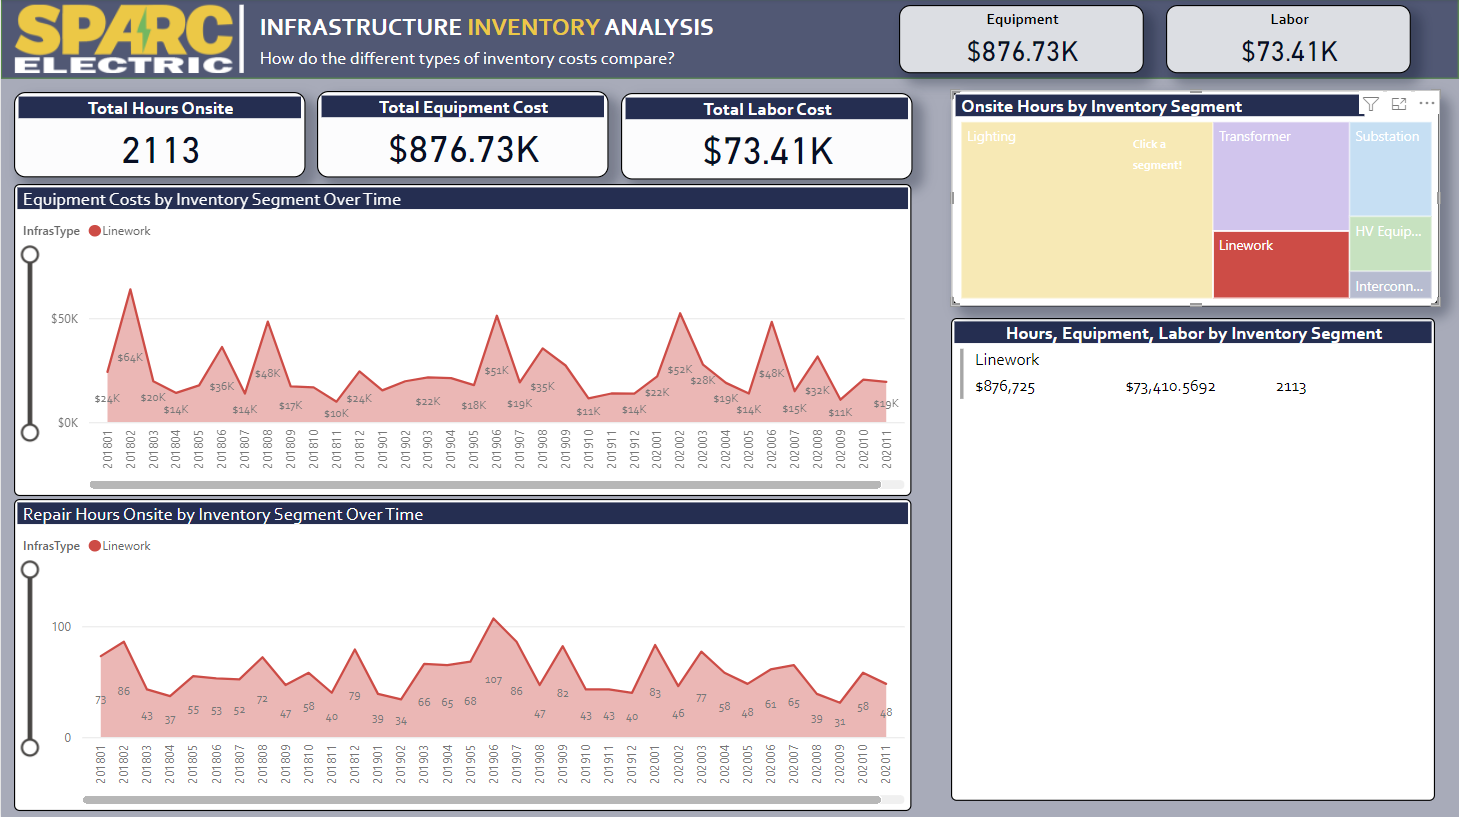 SPARC
ELECTRIC
INFRASTRUCTURE INVENTORY ANALYSIS
How do the different types of inventory costs compare?
Equipment
$876.73K
Labor
$73.41K
Total Hours Onsite
2113
Total Equipment Cost
$876.73K
Total Labor Cost
$73.41K
Equipment Costs by Inventory Segment Over Time
InfrasType Linework
$50K
$0K
$24K $64K $20K $14K $36K $14K $48K $17K $10K $24K $22K $18K $51K $19K $35K $11K $14K $22K $52K $28K $19K $14K $48K $15K $32K $11K $19K
201801 201802 201803 201804 201805 201806 201807 201808 201809 201810 201811 201812 201901 201902 201903 201904 201905 201906 201907 201908 201909 201910 201911 201912 202001 202002 202003 202004 202005 202006 202007 202008 202009 202010 202011
Repair Hours Onsite by Inventory Segment Over Time
InfrasType Linework
100
0
73 86 43 37 55 53 52 72 47 58 40 79 39 34 66 65 68 107 86 47 82 43 43 40 83 46 77 58 48 61 65 39 31 58 48
201801 201802 201803 201804 201805 201806 201807 201808 201809 201810 201811 201812 201901 201902 201903 201904 201905 201906 201907 201908 201909 201910 201911 201912 202001 202002 202003 202004 202005 202006 202007 202008 202009 202010 202011
Onsite Hours by Inventory Segment
Lighting
Click a
segment!
Transformer
Linework
Substation
HV Equip...
Interconn...
Hours, Equipment, Labor by Inventory Segment
Linework
$876,725 $73,410.5692 2113